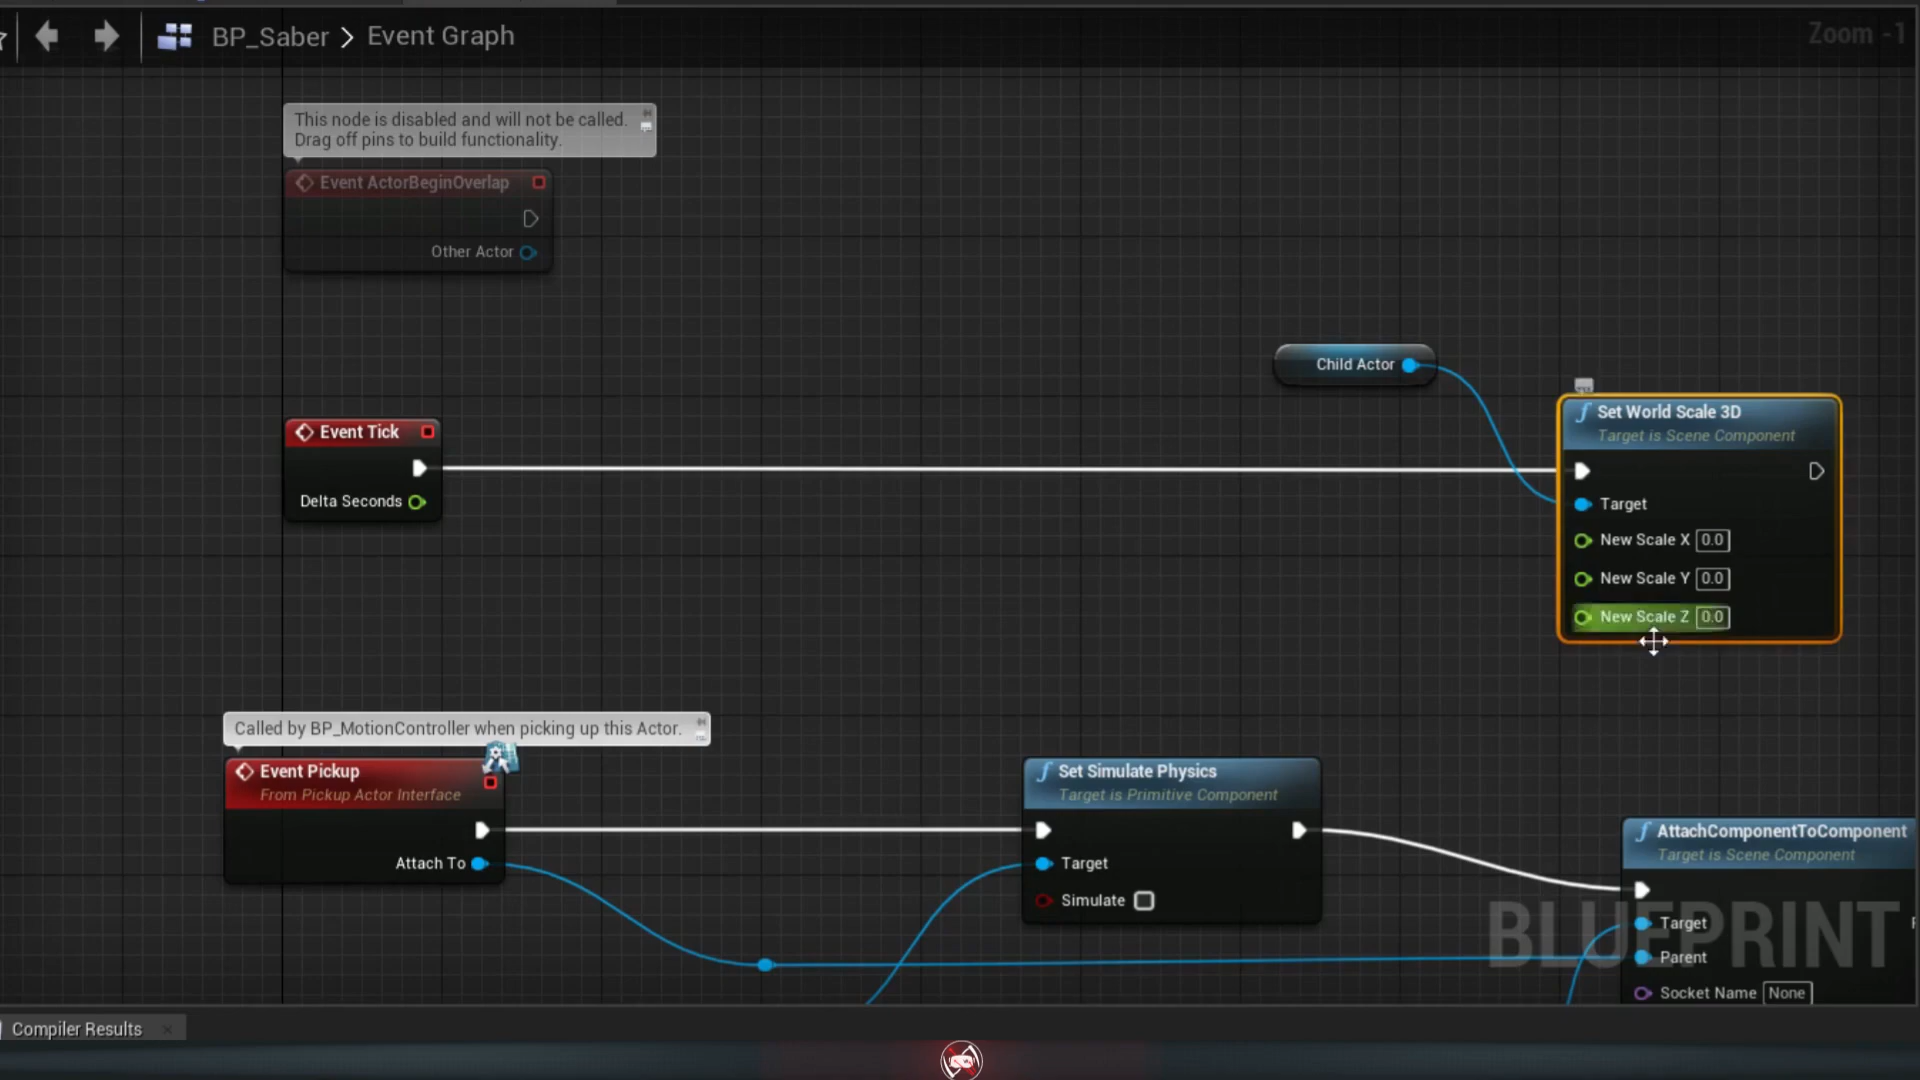 BP_Saber > Event Graph
Zoom -1
This node is disabled and will not be called.
Drag off pins to build functionality.
Event ActorBeginOverlap
Other Actor
Child Actor
Set World Scale 3D
Target is Scene Component
Target
New Scale X 0.0
New Scale Y 0.0
New Scale Z 0.0
Event Tick
Delta Seconds
Called by BP_MotionController when picking up this Actor.
Event Pickup
From Pickup Actor Interface
Attach To
Set Simulate Physics
Target is Primitive Component
Target
Simulate
AttachComponentToComponent
Target is Scene Component
Target
Parent
Socket Name None
BLUEPRINT
Compiler Results